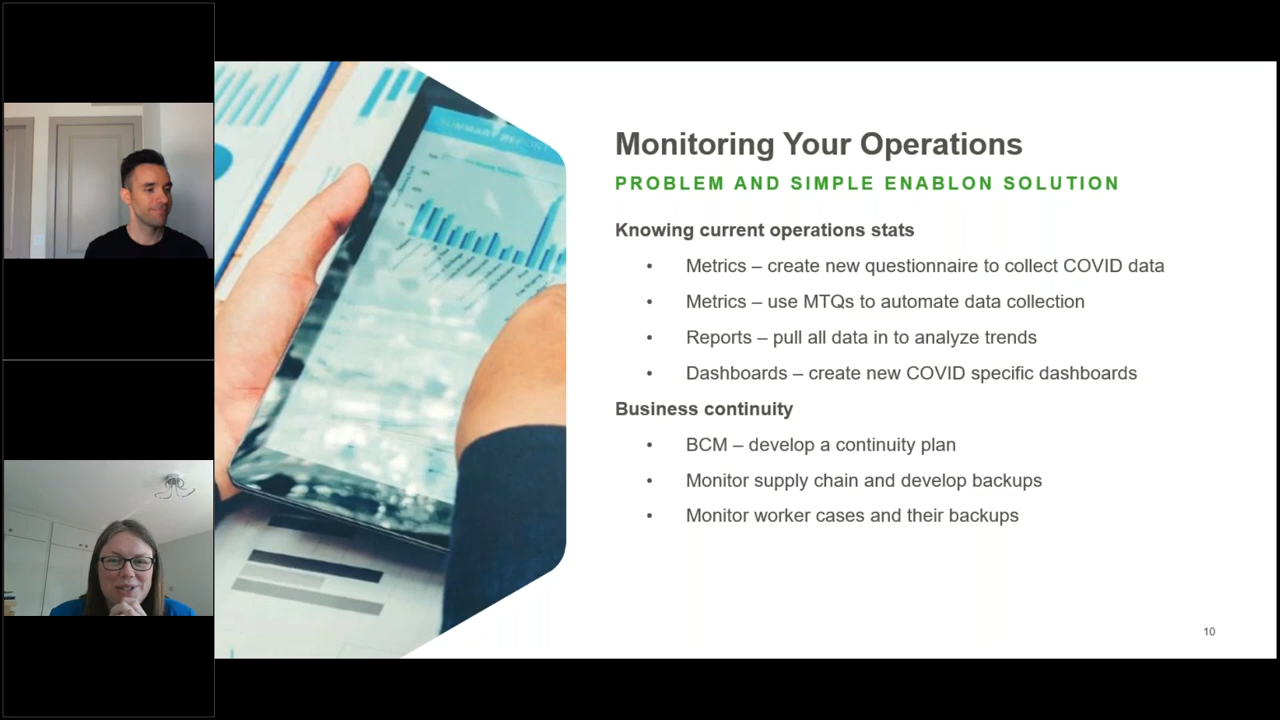 SUMMARY REPORT
Monitoring Your Operations
PROBLEM AND SIMPLE ENABLON SOLUTION
Knowing current operations stats
• Metrics – create new questionnaire to collect COVID data
• Metrics – use MTQs to automate data collection
• Reports – pull all data in to analyze trends
• Dashboards – create new COVID specific dashboards
Business continuity
• BCM – develop a continuity plan
• Monitor supply chain and develop backups
• Monitor worker cases and their backups
10